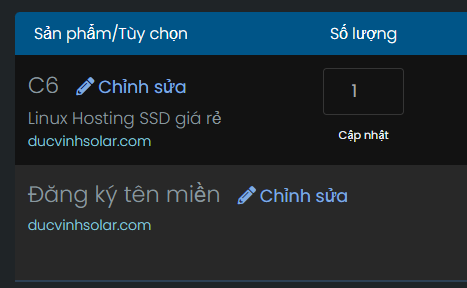 Sản phẩm/Tùy chọn Số lượng
C6 Chỉnh sửa 1
Linux Hosting SSD giá rẻ
ducvinhsolar.com Cập nhật
Đăng ký tên miền Chỉnh sửa
ducvinhsolar.com